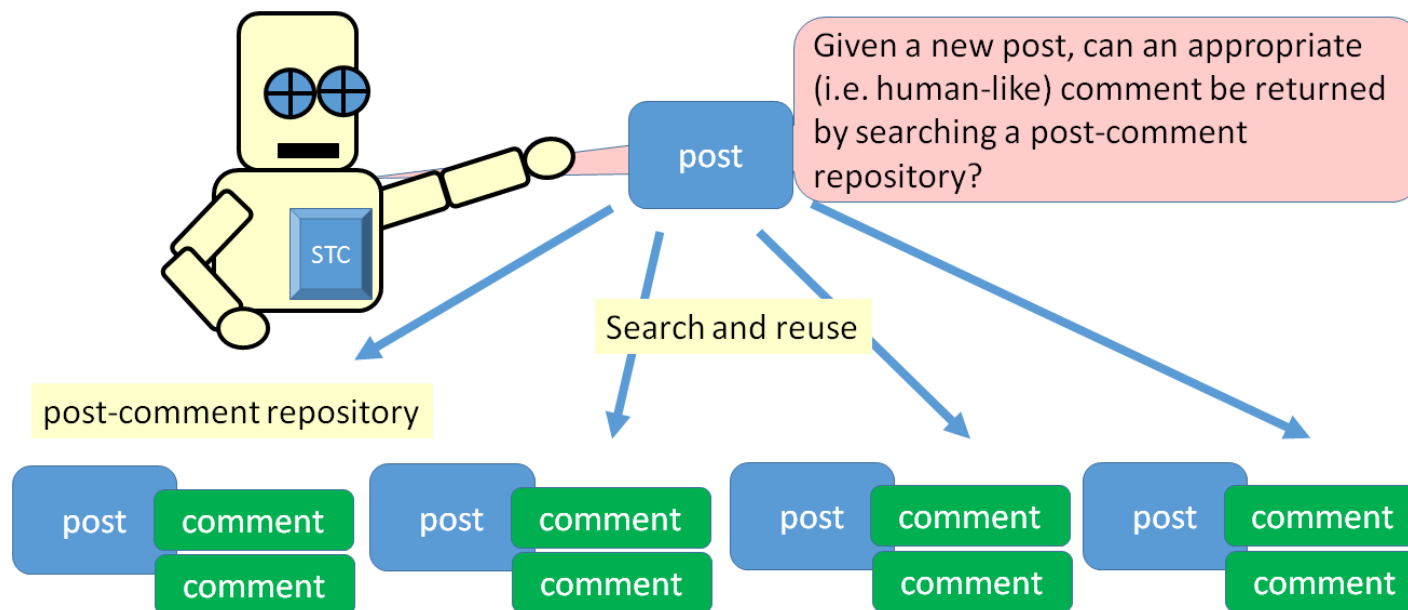 Given a new post, can an appropriate
(i.e. human-like) comment be returned
by searching a post-comment
repository?
post
STC
Search and reuse
post-comment repository
post
comment
comment
post
comment
comment
post
comment
comment
post
comment
comment